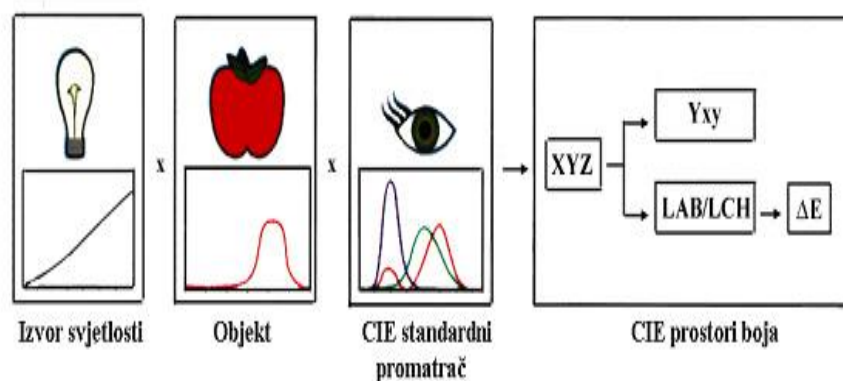 x
x
XYZ
Yxy
LAB/LCH
ΔE
Izvor svjetlosti
Objekt
CIE standardni
promatrač
CIE prostori boja